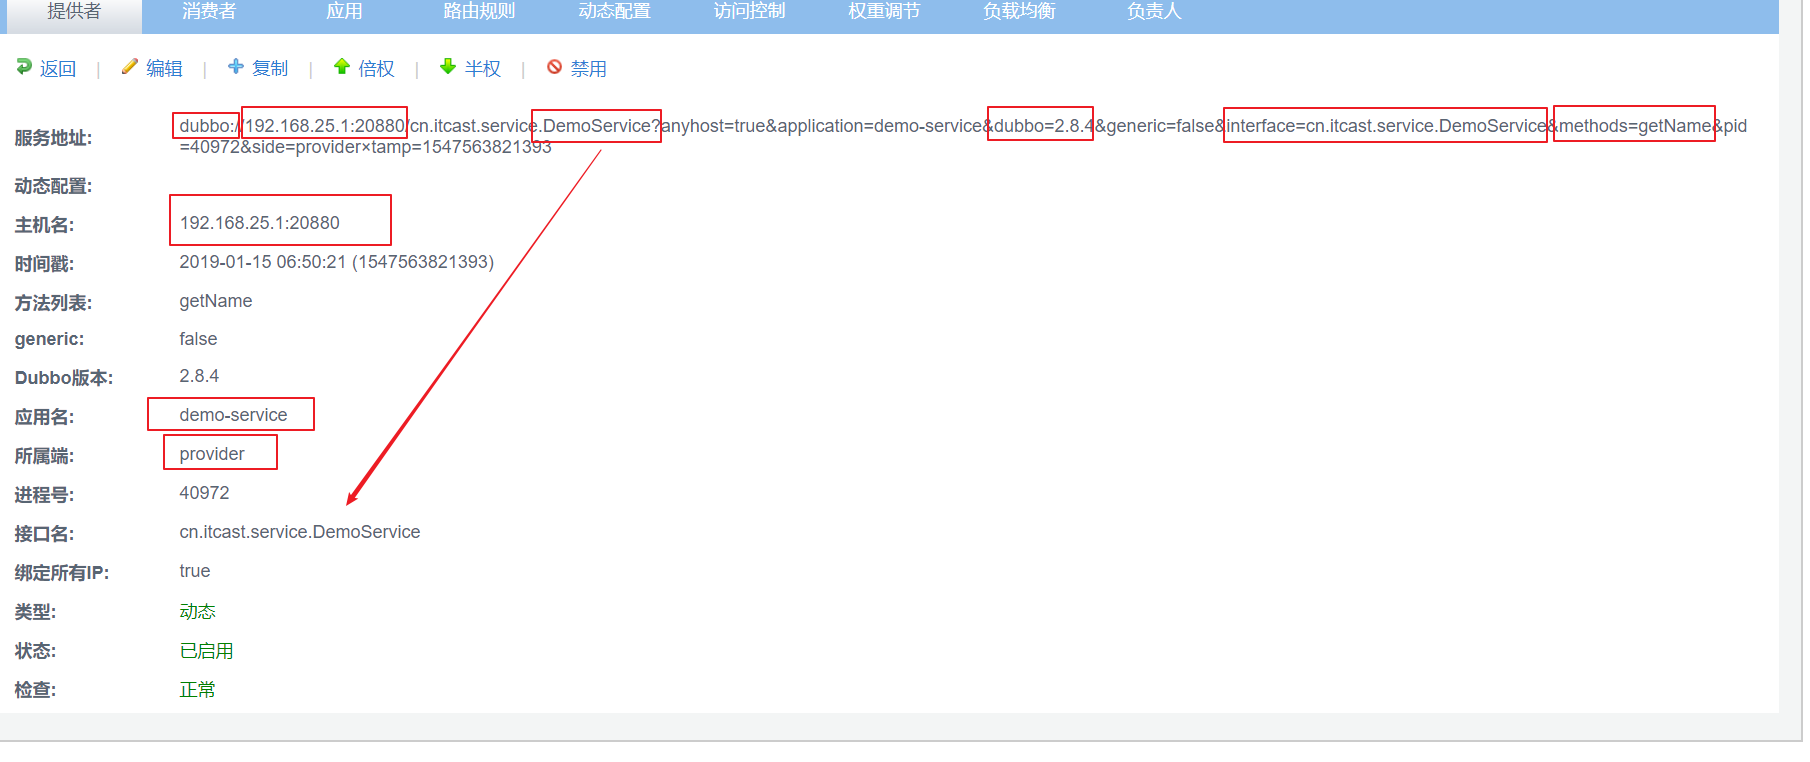 提供者 消费者 应用 路由规则 动态配置 访问控制 权重调节 负载均衡 负责人
返回 | 编辑 | 复制 | 倍权 | 半权 | 禁用
服务地址: dubbo://192.168.25.1:20880/cn.itcast.service.DemoService?anyhost=true&application=demo-service&dubbo=2.8.4&generic=false&interface=cn.itcast.service.DemoService&methods=getName&pid
=40972&side=provider×tamp=1547563821393
动态配置:
主机名: 192.168.25.1:20880
时间戳: 2019-01-15 06:50:21 (1547563821393)
方法列表: getName
generic: false
Dubbo版本: 2.8.4
应用名: demo-service
所属端: provider
进程号: 40972
接口名: cn.itcast.service.DemoService
绑定所有IP: true
类型: 动态
状态: 已启用
检查: 正常